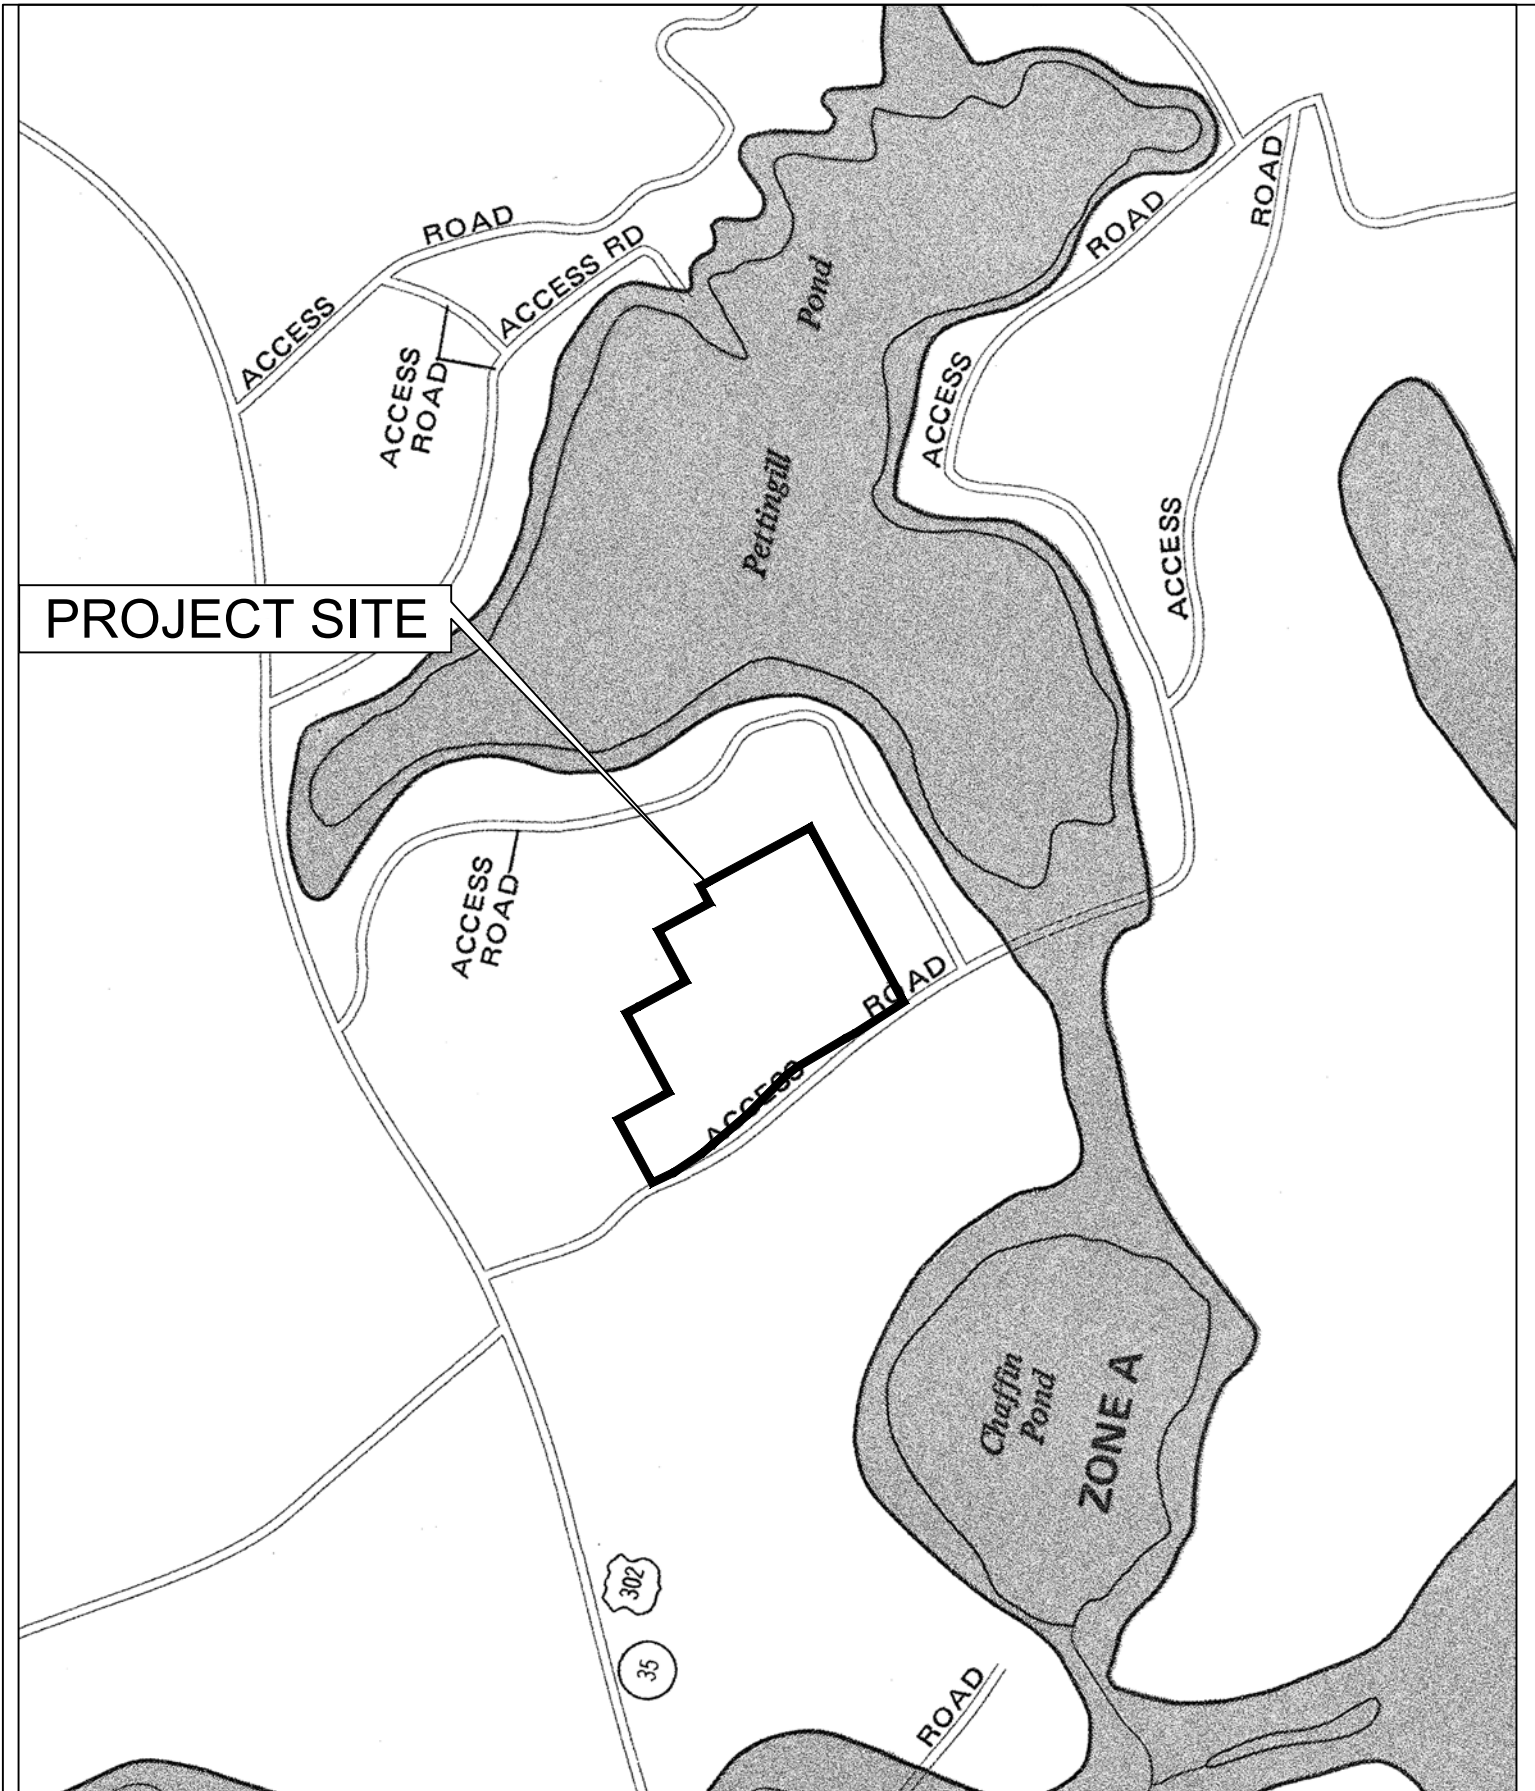 ROAD
ACCESS RD
ACCESS
ACCESS
ROAD
ROAD
ROAD
Pond
ACCESS
Pettingill
ACCESS
PROJECT SITE
ACCESS
ROAD
ROAD
ACCESS
Chaffin
Pond
ZONE A
302
35
ROAD